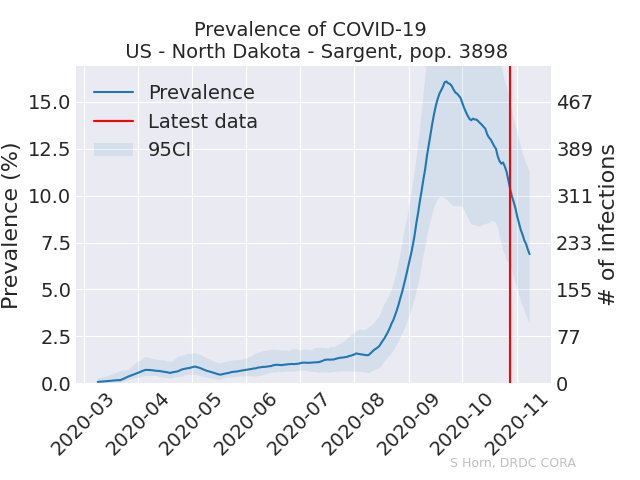 Prevalence of COVID-19
US - North Dakota - Sargent, pop. 3898
Prevalence
Latest data
95CI
Prevalence (%)
15.0
12.5
10.0
7.5
5.0
2.5
0.0
467
389
311
233
155
77
0
# of infections
2020-03
2020-04
2020-05
2020-06
2020-07
2020-08
2020-09
2020-10
2020-11
S Horn, DRDC CORA